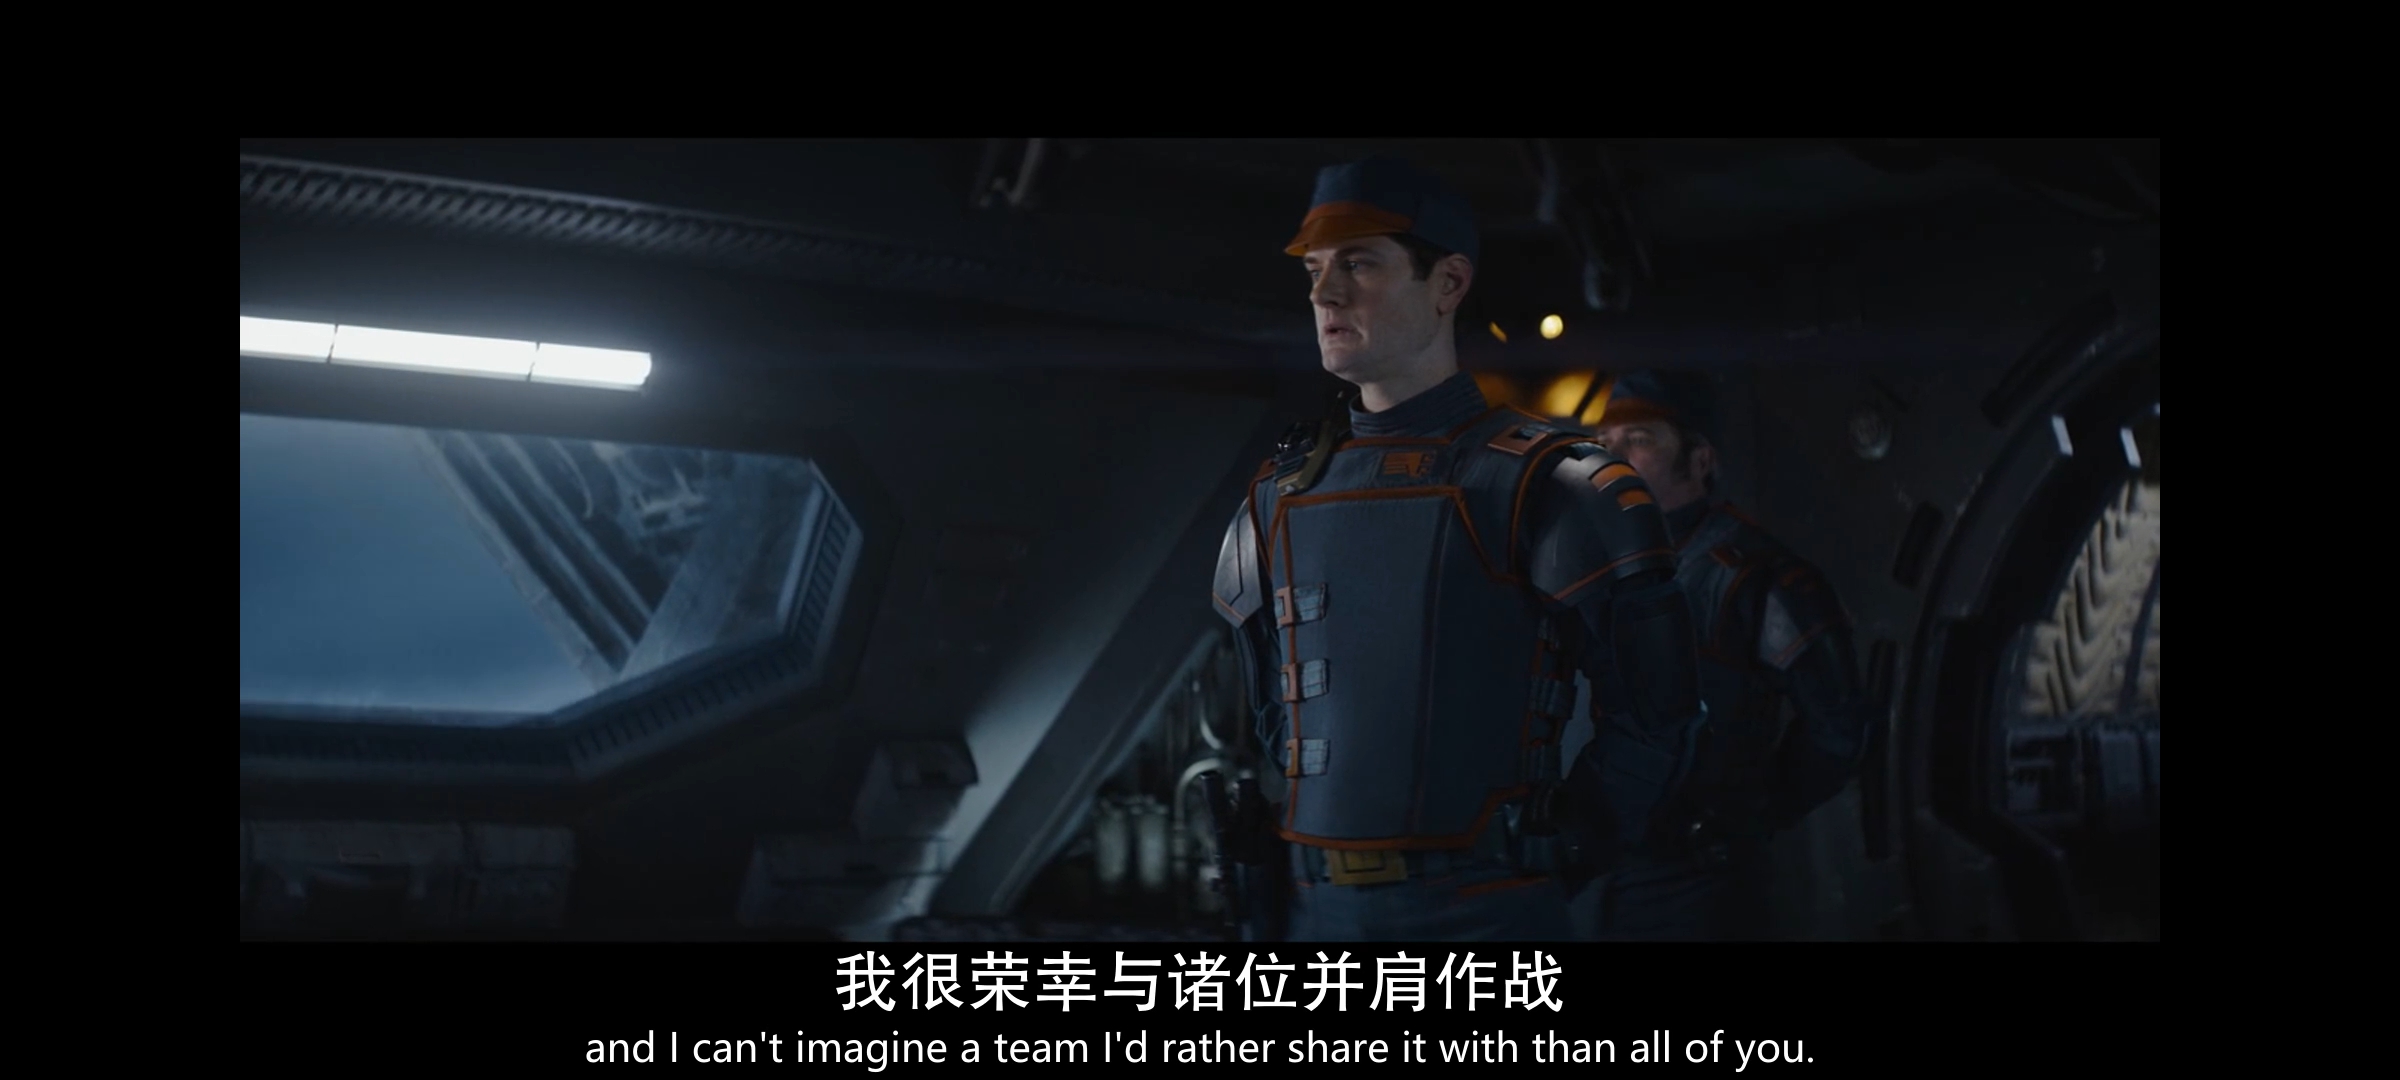 我很荣幸与诸位并肩作战
and I can't imagine a team I'd rather share it with than all of you.